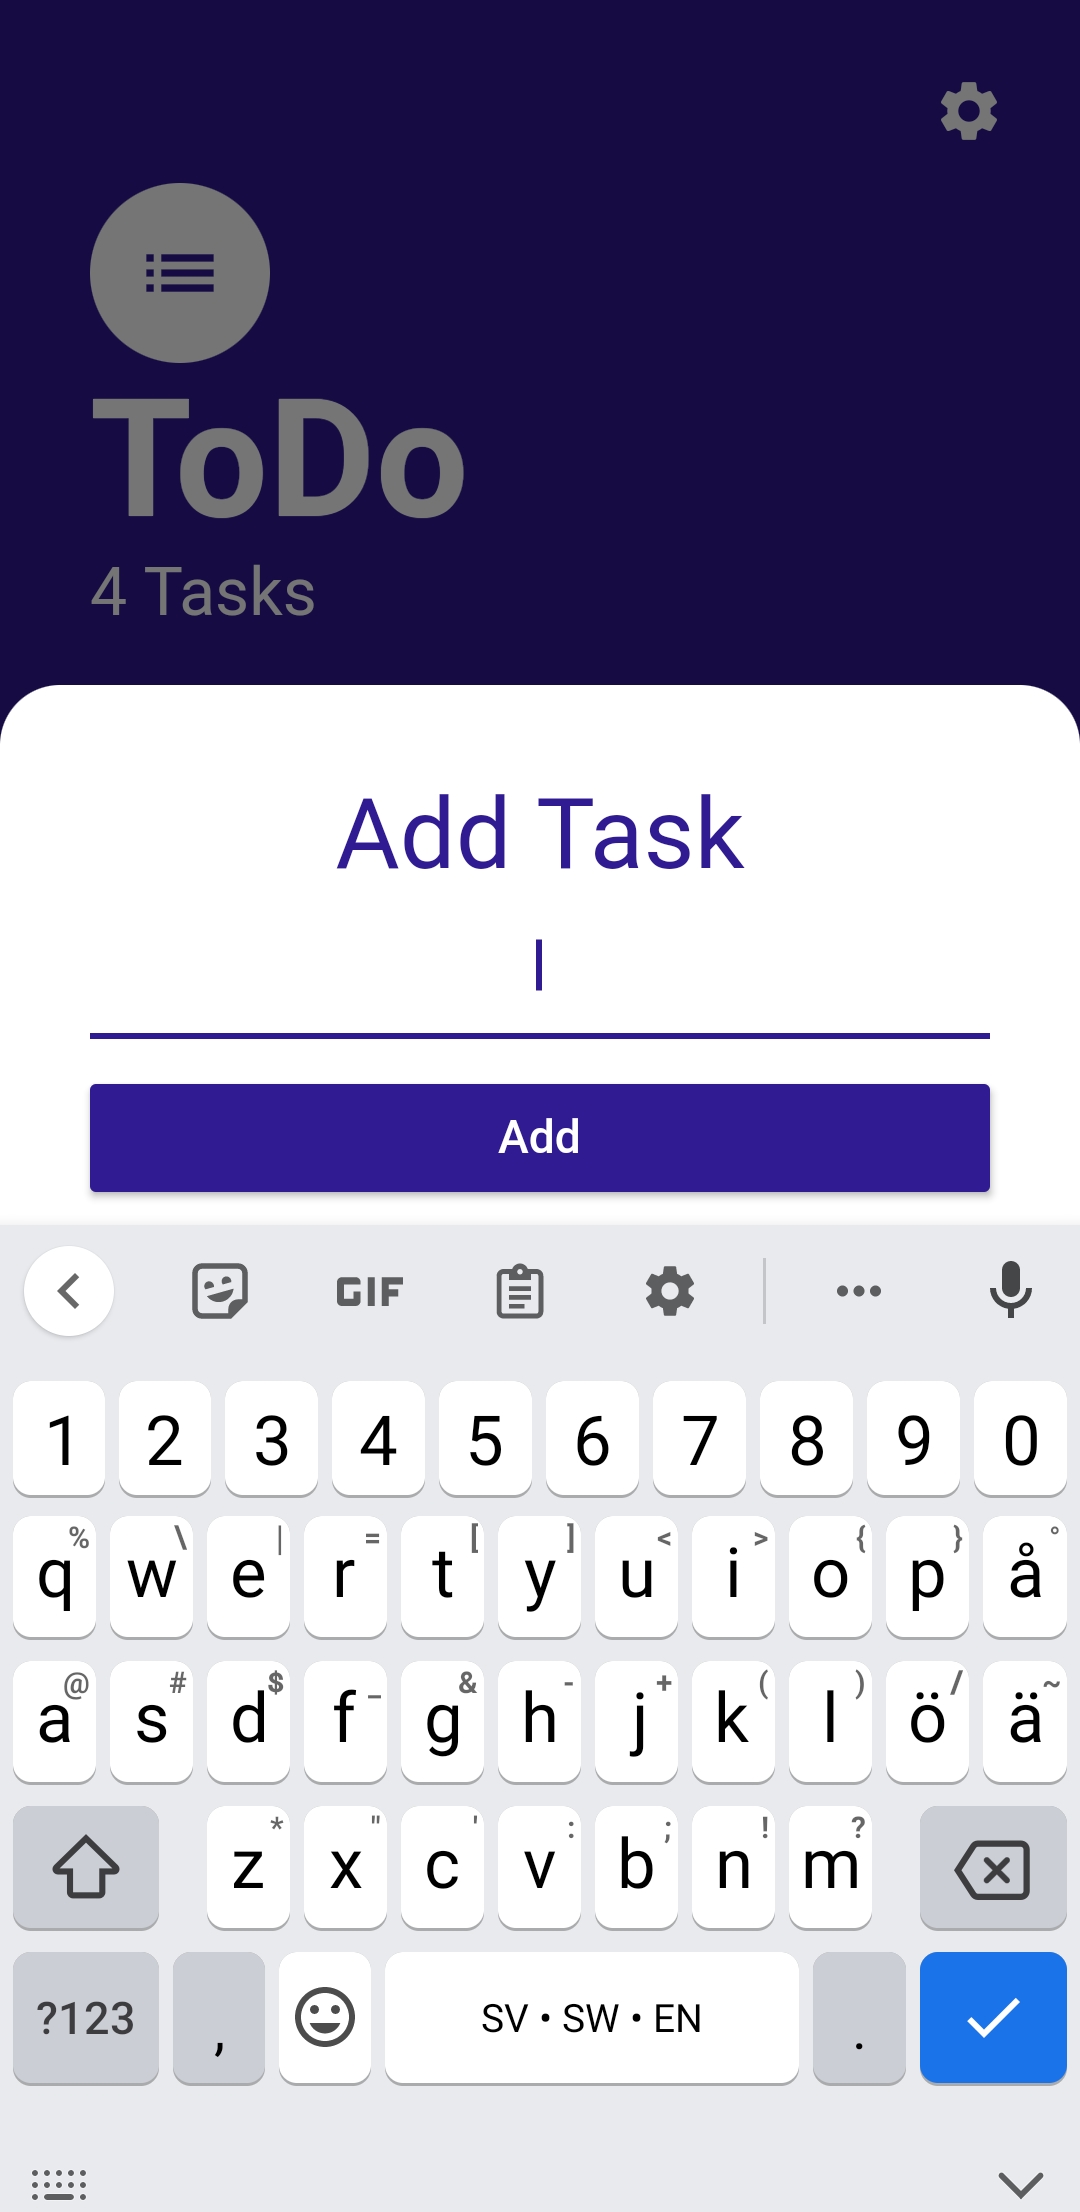 ToDo
4 Tasks
Add Task
Add
GIF
1 2 3 4 5 6 7 8 9 0
% \ | = [ ] < > { } °
q w e r t y u i o p å
@ # $ _ & - + ( ) / ~
a s d f g h j k l ö ä
* " ' : ; ! ?
z x c v b n m
?123 , SV • SW • EN .